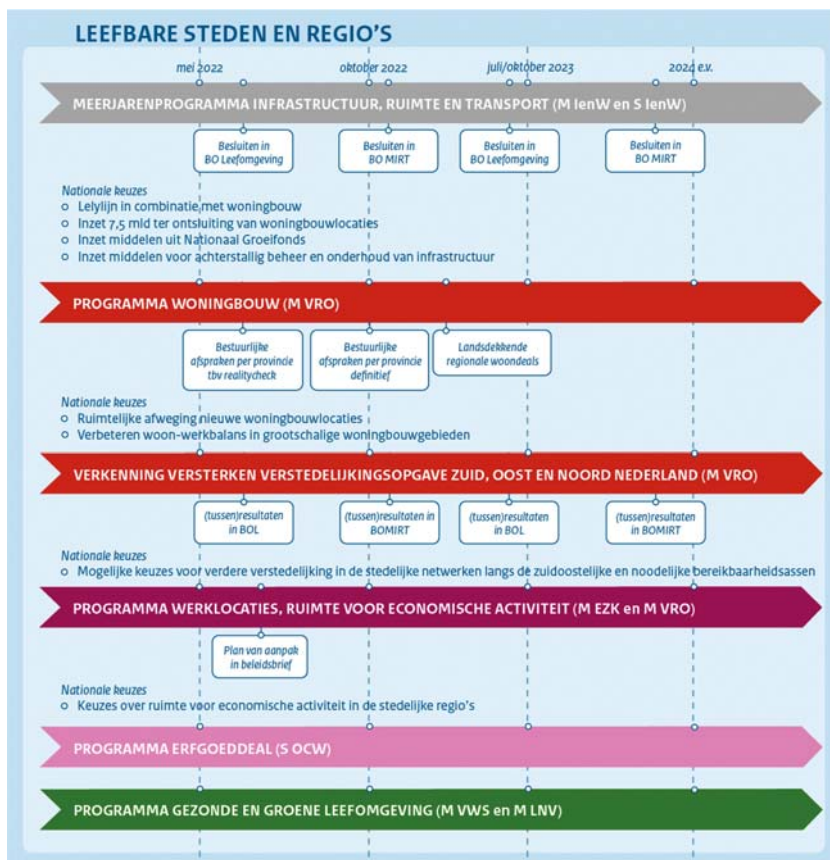 LEEFBARE STEDEN EN REGIO'S
mei 2022
oktober 2022
juli/oktober 2023
2024 e.v.
MEERJARENPROGRAMMA INFRASTRUCTUUR, RUIMTE EN TRANSPORT (M IenW en S IenW)
Besluiten in
BO Leefomgeving
Besluiten in
BO MIRT
Besluiten in
BO Leefomgeving
Besluiten in
BO MIRT
Nationale keuzes
Lelylijn in combinatie met woningbouw
Inzet 7,5 mld ter ontsluiting van woningbouwlocaties
Inzet middelen uit Nationaal Groeifonds
Inzet middelen voor achterstallig beheer en onderhoud van infrastructuur
PROGRAMMA WONINGBOUW (M VRO)
Bestuurlijke
afspraken per provincie
tbv realitycheck
Bestuurlijke
afspraken per provincie
definitief
Landsdekkende
regionale woondeals
Nationale keuzes
Ruimtelijke afweging nieuwe woningbouwlocaties
Verbeteren woon-werkbalans in grootschalige woningbouwgebieden
VERKENNING VERSTERKEN VERSTEDELIJKINGSOPGAVE ZUID, OOST EN NOORD NEDERLAND (M VRO)
(tussen)resultaten
in BOL
(tussen)resultaten in
BOMIRT
(tussen)resultaten
in BOL
(tussen)resultaten
in BOMIRT
Nationale keuzes
Mogelijke keuzes voor verdere verstedelijking in de stedelijke netwerken langs de zuidoostelijke en noodelijke bereikbaarheidsassen
PROGRAMMA WERKLOCATIES, RUIMTE VOOR ECONOMISCHE ACTIVITEIT (M EZK en M VRO)
Plan van aanpak
in beleidsbrief
Nationale keuzes
Keuzes over ruimte voor economische activiteit in de stedelijke regio's
PROGRAMMA ERFGOEDDEAL (S OCW)
PROGRAMMA GEZONDE EN GROENE LEEFOMGEVING (M VWS en M LNV)